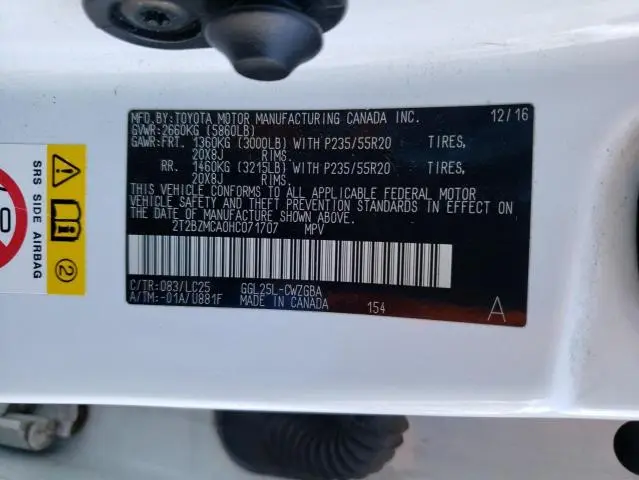 MFD.BY:TOYOTA MOTOR MANUFACTURING CANADA INC. 12/16
GVWR:2660KG (5860LB)
GAWR:FRT. 1360KG (3000LB) WITH P235/55R20 TIRES,
20X8J RIMS.
RR. 1460KG (3215LB) WITH P235/55R20 TIRES,
20X8J RIMS.
THIS VEHICLE CONFORMS TO ALL APPLICABLE FEDERAL MOTOR
VEHICLE SAFETY AND THEFT PREVENTION STANDARDS IN EFFECT ON
THE DATE OF MANUFACTURE SHOWN ABOVE.
2T2BZMCA0HC071707 MPV
C/TR:083/LC25 GGL25L-CWZGBA
A/TM:-01A/U881F MADE IN CANADA 154 A
SRS SIDE AIRBAG
2